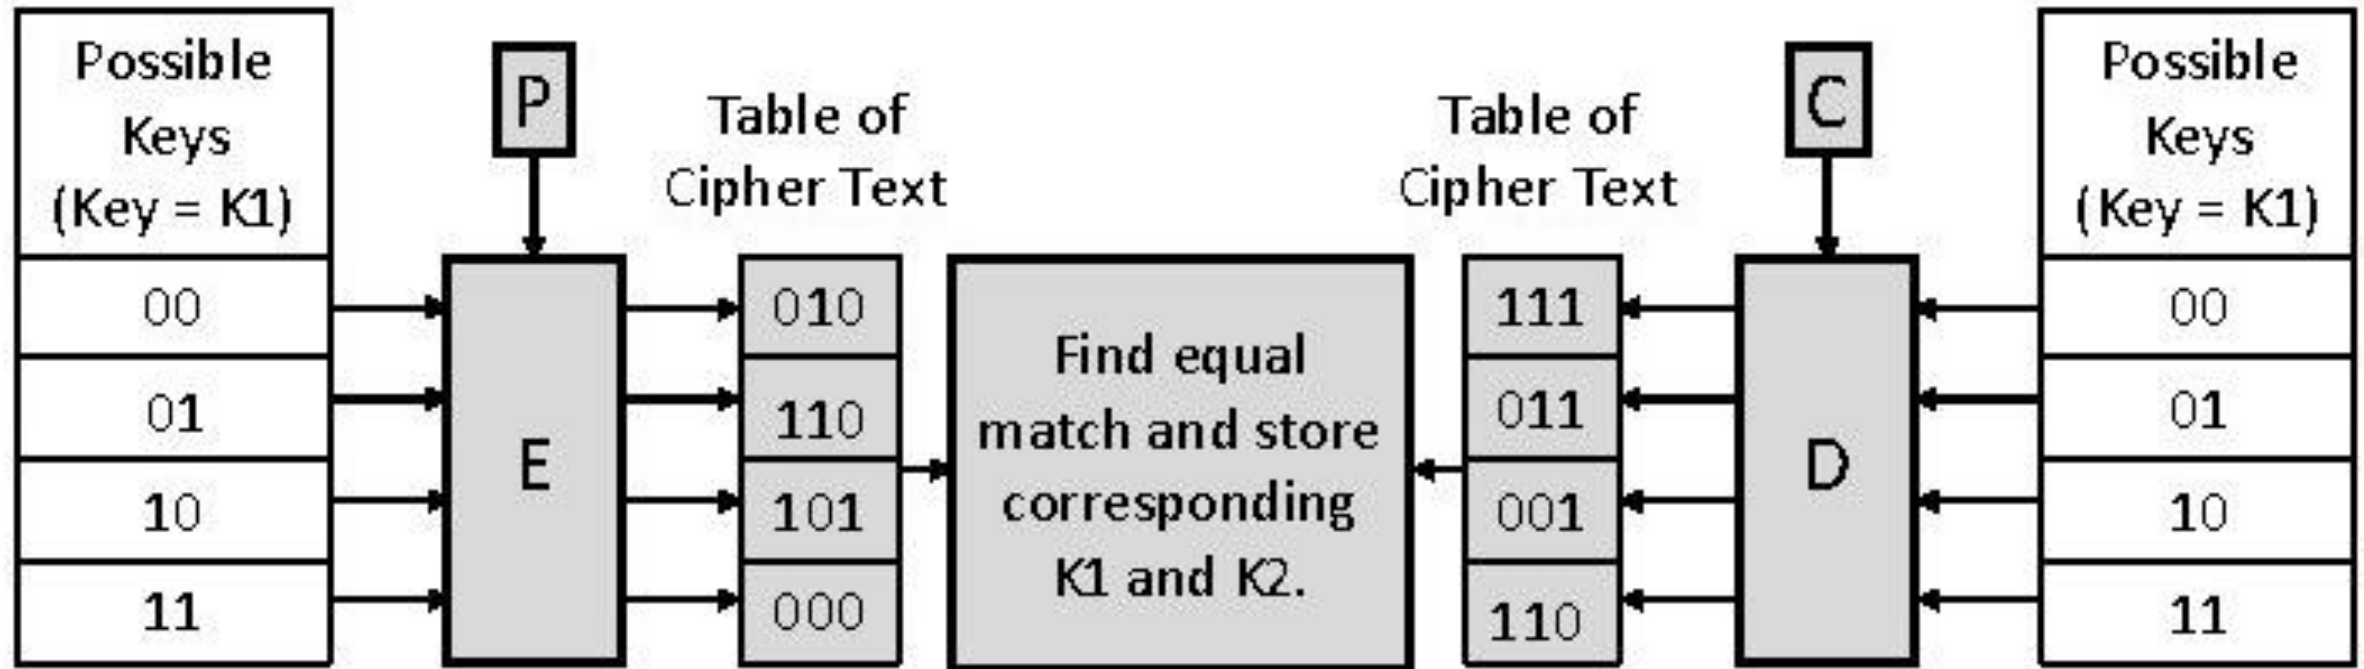 Possible
Keys
(Key = K1)
00
01
10
11
P
E
Table of
Cipher Text
010
110
101
000
Find equal
match and store
corresponding
K1 and K2.
Table of
Cipher Text
111
011
001
110
C
D
Possible
Keys
(Key = K1)
00
01
10
11